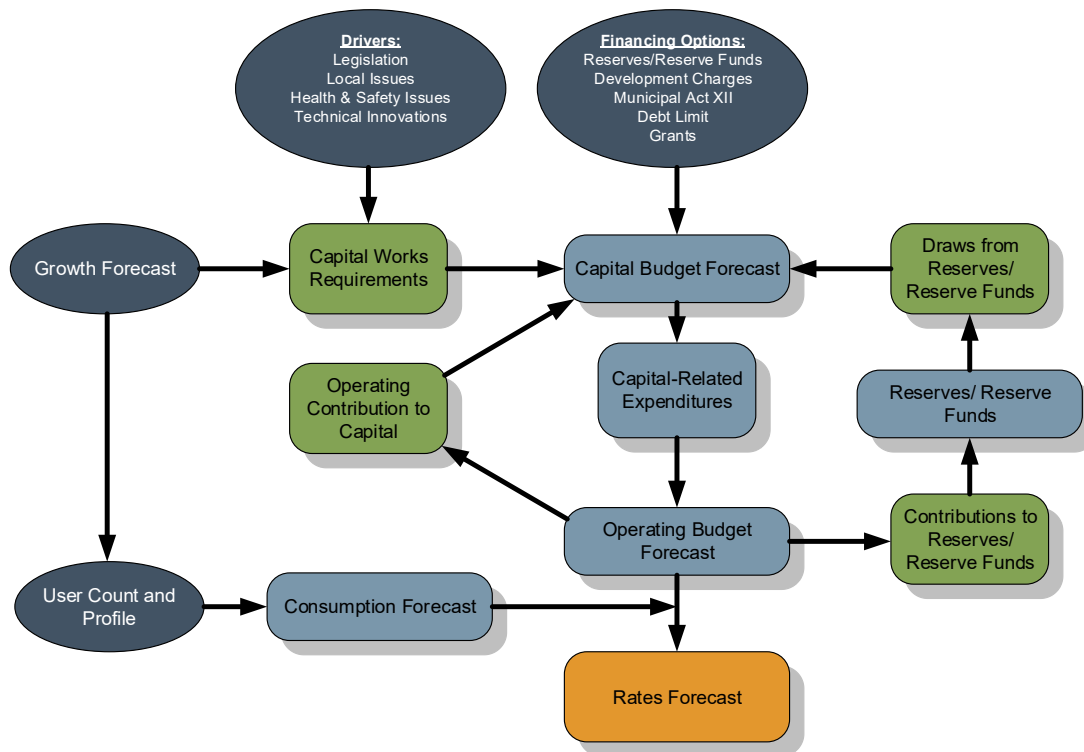 Drivers:
Legislation
Local Issues
Health & Safety Issues
Technical Innovations
Financing Options:
Reserves/Reserve Funds
Development Charges
Municipal Act XII
Debt Limit
Grants
Growth Forecast
Capital Works
Requirements
Capital Budget Forecast
Draws from
Reserves/
Reserve Funds
Operating
Contribution to
Capital
Capital-Related
Expenditures
Reserves/ Reserve
Funds
Operating Budget
Forecast
Contributions to
Reserves/
Reserve Funds
User Count and
Profile
Consumption Forecast
Rates Forecast